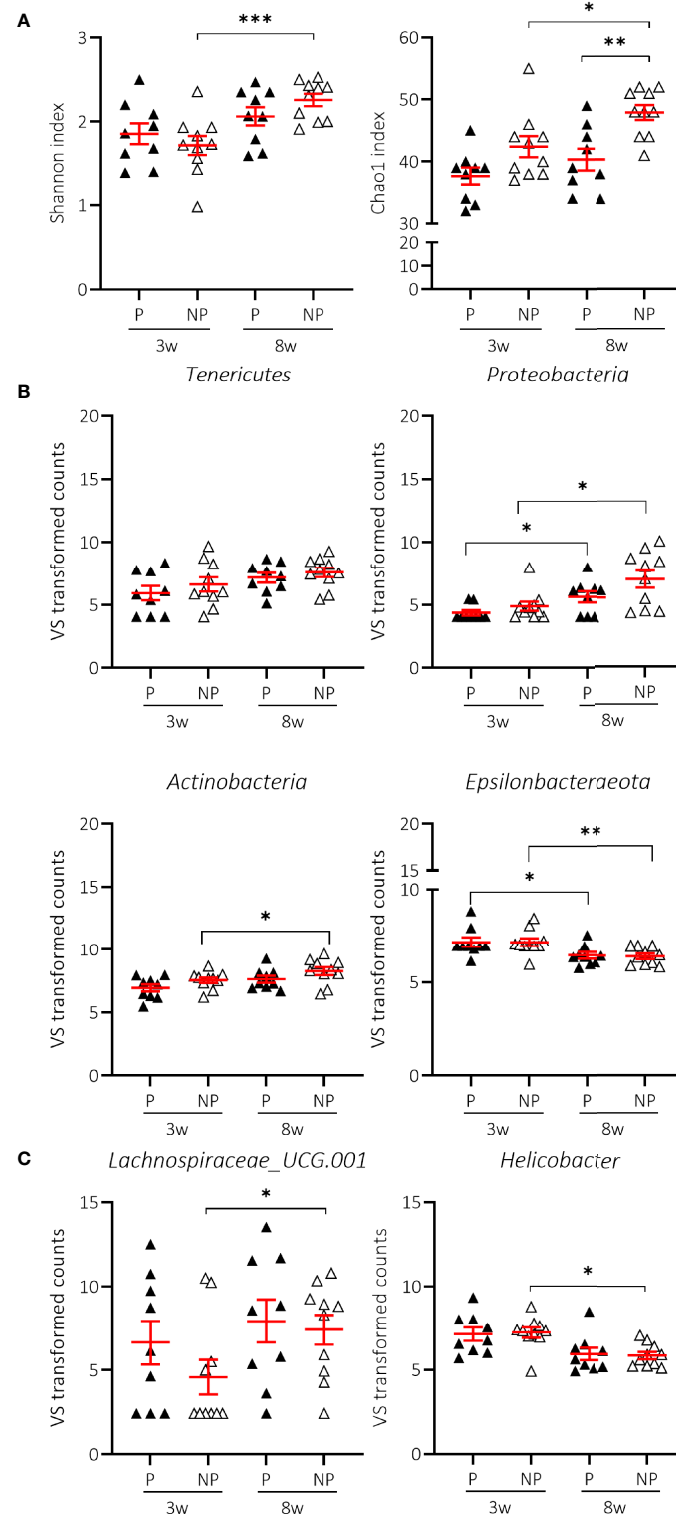 A
Shannon index
3
2
1
0
***
P NP P NP
3w 8w
Chao1 index
60
50
40
30
20
10
0
*
**
P NP P NP
3w 8w
B
Tenericutes
VS transformed counts
20
15
10
5
0
P NP P NP
3w 8w
Proteobacteria
VS transformed counts
20
15
10
5
0
*
*
P NP P NP
3w 8w
Actinobacteria
VS transformed counts
20
15
10
5
0
*
P NP P NP
3w 8w
Epsilonbacteraeota
VS transformed counts
20
15
10
5
0
**
*
P NP P NP
3w 8w
C
Lachnospiraceae_UCG.001
VS transformed counts
15
10
5
0
*
P NP P NP
3w 8w
Helicobacter
VS transformed counts
15
10
5
0
*
P NP P NP
3w 8w